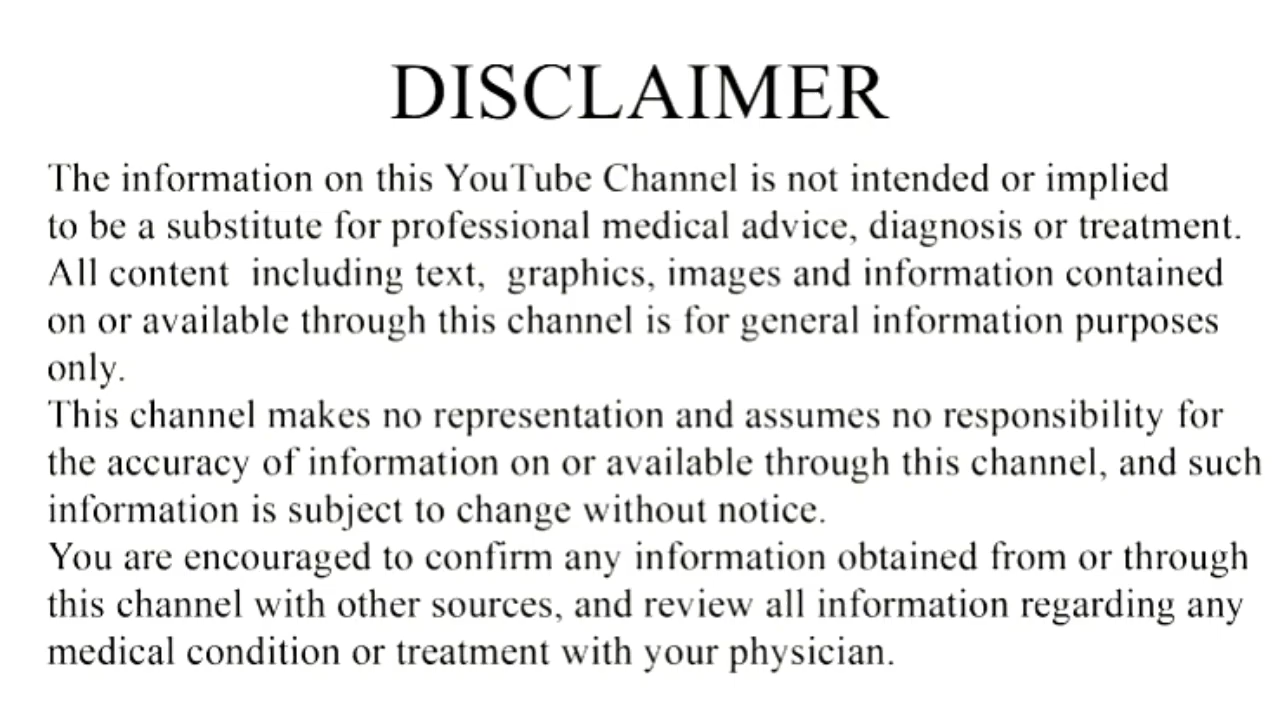 DISCLAIMER
The information on this YouTube Channel is not intended or implied
to be a substitute for professional medical advice, diagnosis or treatment.
All content  including text,  graphics, images and information contained
on or available through this channel is for general information purposes
only.
This channel makes no representation and assumes no responsibility for
the accuracy of information on or available through this channel, and such
information is subject to change without notice.
You are encouraged to confirm any information obtained from or through
this channel with other sources, and review all information regarding any
medical condition or treatment with your physician.